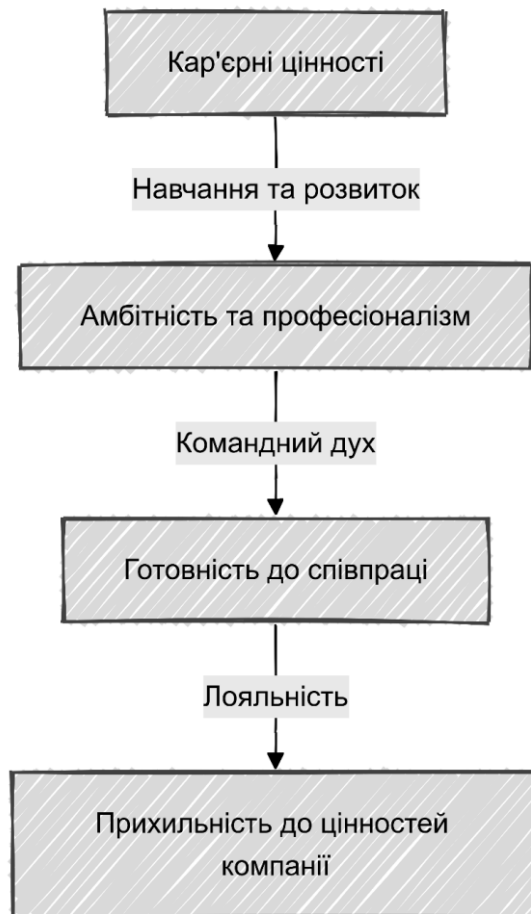 Кар'єрні цінності
Навчання та розвиток
Амбітність та професіоналізм
Командний дух
Готовність до співпраці
Лояльність
Прихильність до цінностей
компанії